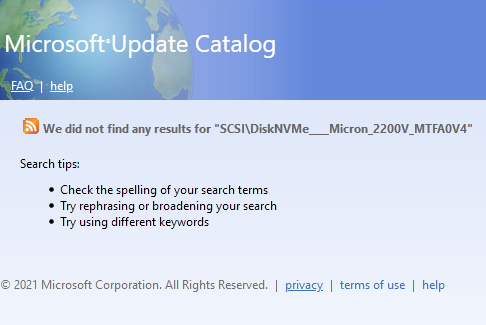 Microsoft®Update Catalog
FAQ | help
We did not find any results for "SCSI\DiskNVMe____Micron_2200V_MTFA0V4"
Search tips:
• Check the spelling of your search terms
• Try rephrasing or broadening your search
• Try using different keywords
© 2021 Microsoft Corporation. All Rights Reserved. | privacy | terms of use | help